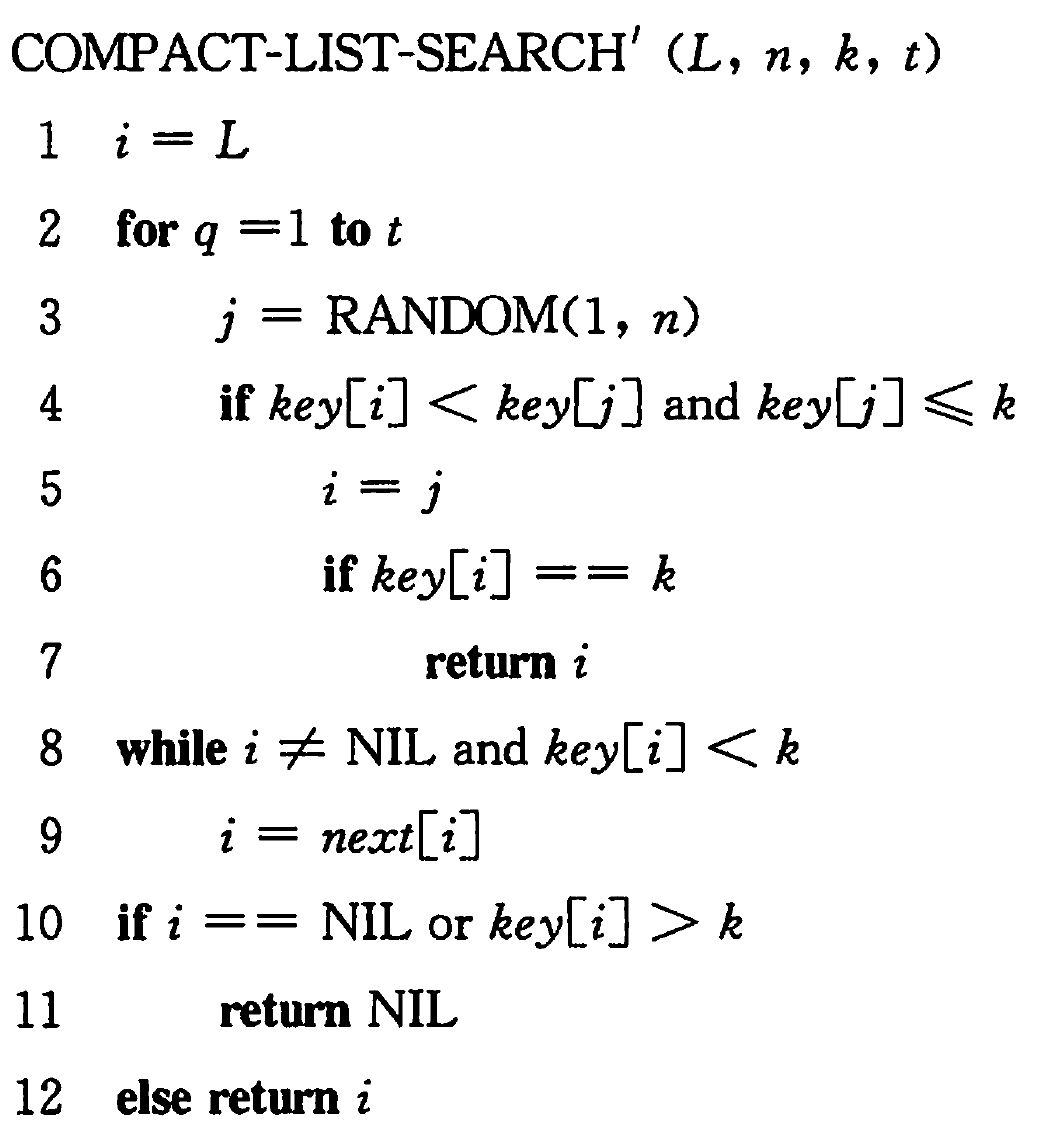 COMPACT-LIST-SEARCH′ (L, n, k, t)
1 i = L
2 for q =1 to t
3 j = RANDOM(1, n)
4 if key[i] < key[j] and key[j] ⩽ k
5 i = j
6 if key[i] == k
7 return i
8 while i ≠ NIL and key[i] < k
9 i = next[i]
10 if i == NIL or key[i] > k
11 return NIL
12 else return i